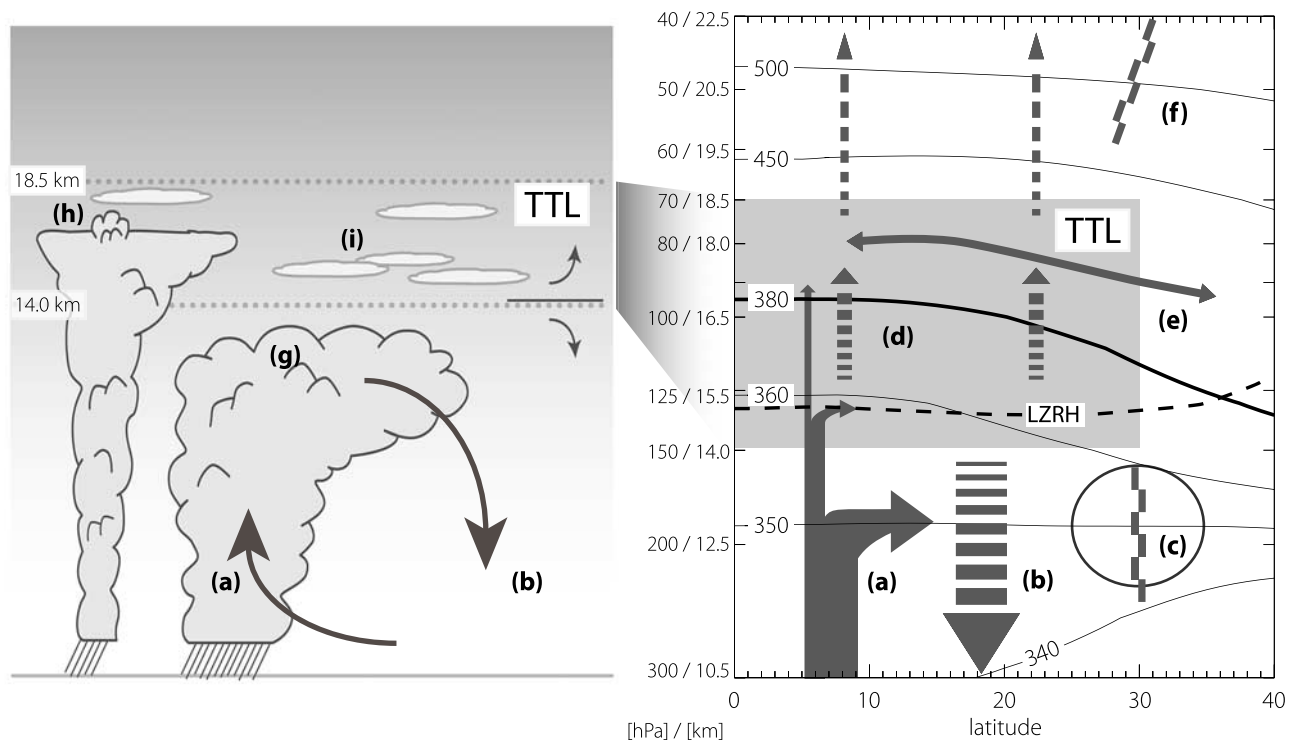 18.5 km
(h)
TTL
(i)
14.0 km
(g)
(a)
(b)
40 / 22.5
500
50 / 20.5
(f)
60 / 19.5
450
70 / 18.5
TTL
80 / 18.0
380
100 / 16.5
(d)
(e)
125 / 15.5
360
LZRH
150 / 14.0
350
200 / 12.5
(a)
(b)
(c)
340
300 / 10.5
0
10
20
30
40
[hPa] / [km]
latitude